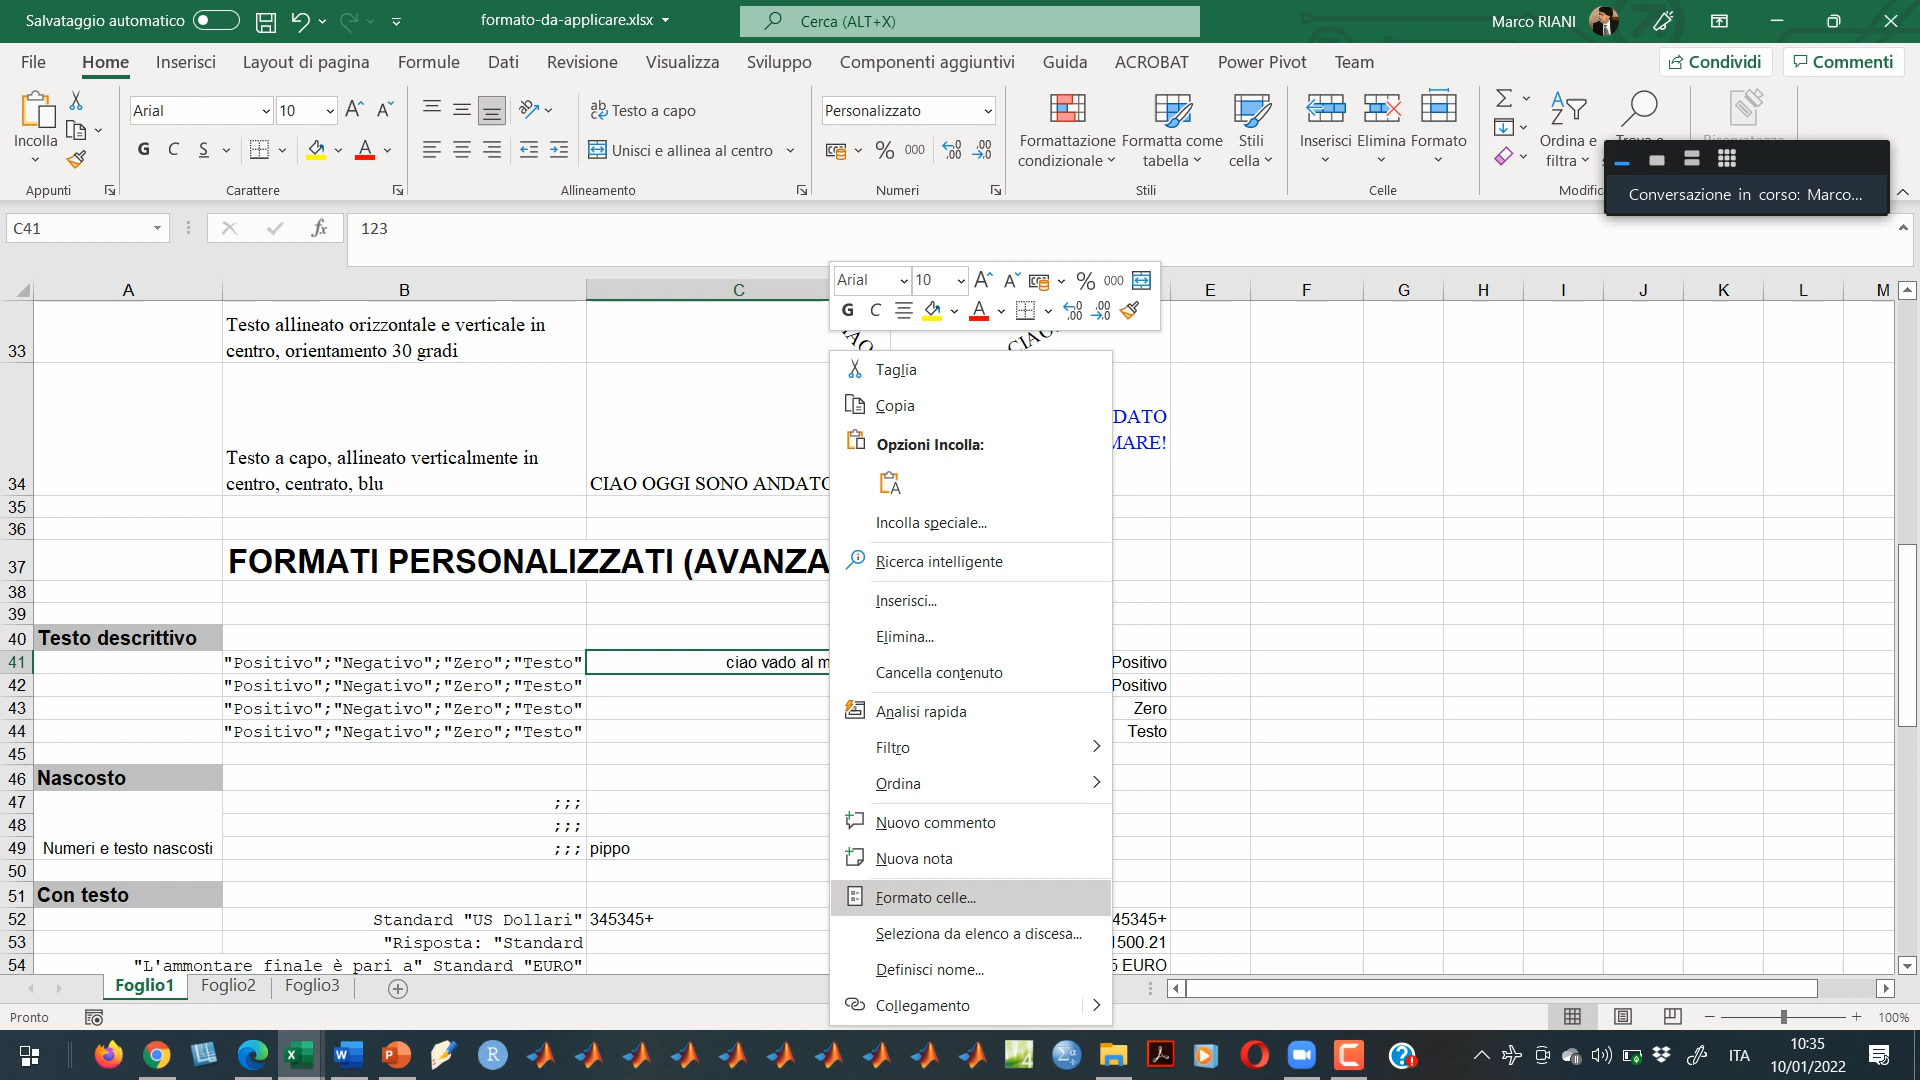 Salvataggio automatico
formato-da-applicare.xlsx
Cerca (ALT+X)
Marco RIANI
File Home Inserisci Layout di pagina Formule Dati Revisione Visualizza Sviluppo Componenti aggiuntivi Guida ACROBAT Power Pivot Team
Condividi Commenti
Incolla
Appunti
Arial 10
G C S
Carattere
Testo a capo
Unisci e allinea al centro
Allineamento
Personalizzato
% 000
Numeri
Formattazione condizionale
Formatta come tabella
Stili cella
Stili
Inserisci Elimina Formato
Celle
Ordina e filtra
Conversazione in corso: Marco...
C41
fx
123
Arial 10
% 000
G C
A B C E F G H I J K L M
33 Testo allineato orizzontale e verticale in
centro, orientamento 30 gradi
34 Testo a capo, allineato verticalmente in
centro, centrato, blu
CIAO OGGI SONO ANDATO
DATO
MARE!
35
36
37 FORMATI PERSONALIZZATI (AVANZA
38
39
40 Testo descrittivo
41 "Positivo";"Negativo";"Zero";"Testo" ciao vado al m Positivo
42 "Positivo";"Negativo";"Zero";"Testo" Positivo
43 "Positivo";"Negativo";"Zero";"Testo" Zero
44 "Positivo";"Negativo";"Zero";"Testo" Testo
45
46 Nascosto
47 ;;;
48 ;;;
49 Numeri e testo nascosti ;;; pippo
50
51 Con testo
52 Standard "US Dollari" 345345+ 45345+
53 "Risposta: "Standard 1500.21
54 "L'ammontare finale è pari a" Standard "EURO" 5 EURO
Taglia
Copia
Opzioni Incolla:
Incolla speciale...
Ricerca intelligente
Inserisci...
Elimina...
Cancella contenuto
Analisi rapida
Filtro
Ordina
Nuovo commento
Nuova nota
Formato celle...
Seleziona da elenco a discesa...
Definisci nome...
Collegamento
Foglio1 Foglio2 Foglio3
Pronto
100%
ITA
10:35
10/01/2022